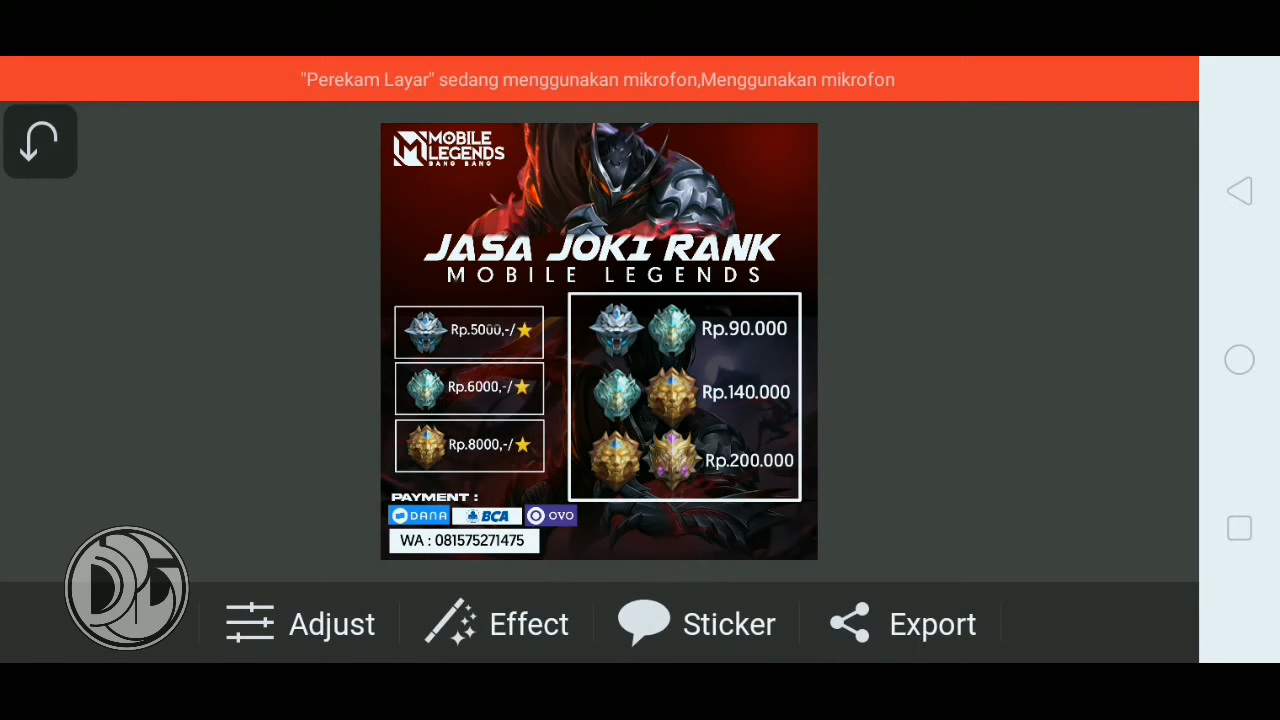 "Perekam Layar" sedang menggunakan mikrofon,Menggunakan mikrofon
MOBILE
LEGENDS
BANG BANG
JASA JOKI RANK
MOBILE LEGENDS
Rp.5000,-/
Rp.6000,-/
Rp.8000,-/
Rp.90.000
Rp.140.000
Rp.200.000
PAYMENT :
DANA BCA OVO
WA : 081575271475
Adjust Effect Sticker Export